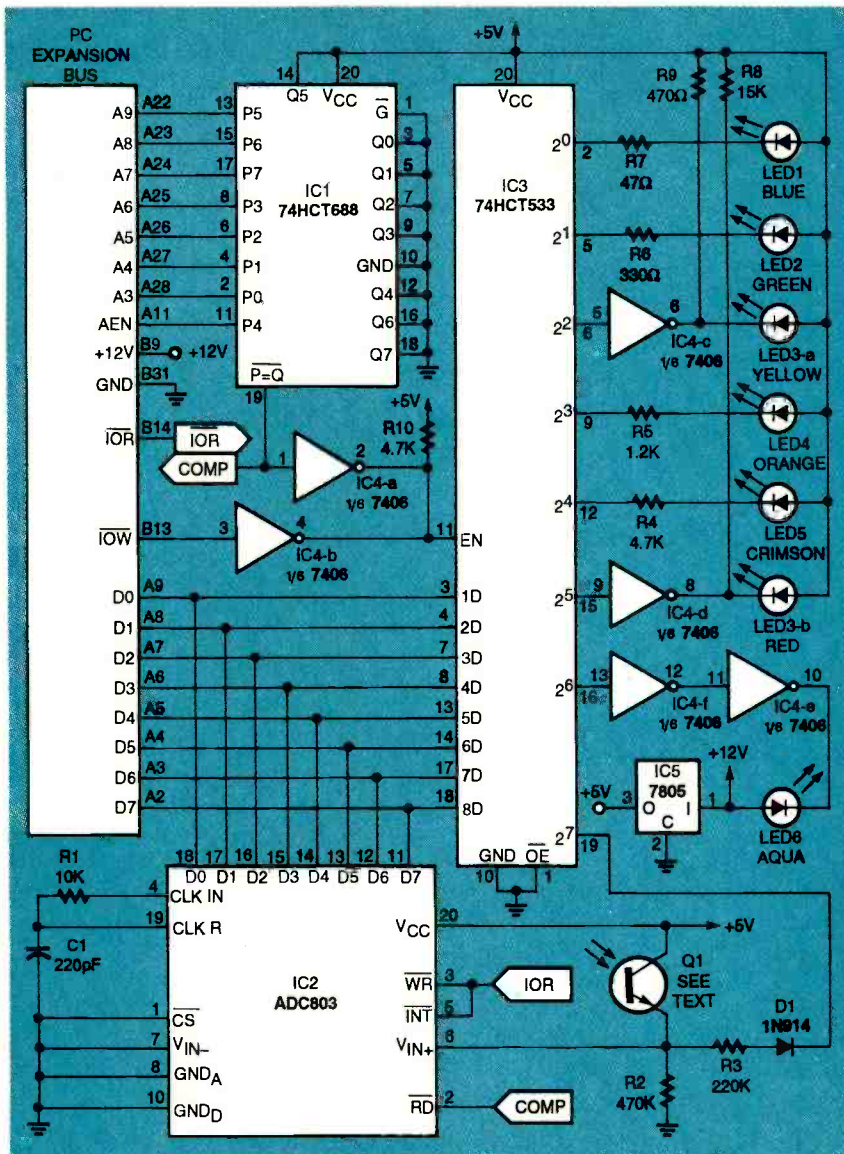 PC
EXPANSION
BUS
+5V
14
20
Q5
VCC
20
VCC
R9
470Ω
R8
15K
A9
A22
13
P5
G
1
A8
A23
15
P6
Q0
3
A7
A24
17
P7
Q1
5
A6
A25
8
P3
Q2
7
A5
A26
6
P2
Q3
9
A4
A27
4
P1
GND
10
A3
A28
2
P0
Q4
12
AEN
A11
11
P4
Q6
16
Q7
18
IC1
74HCT688
P=Q
19
+12V
B9
+12V
GND
B31
IOR
B14
IOR
COMP
1
2
IC4-a
1/6 7406
+5V
R10
4.7K
IOW
B13
3
4
IC4-b
1/6 7406
11
EN
D0
A9
3
1D
D1
A8
4
2D
D2
A7
7
3D
D3
A6
8
4D
D4
A5
13
5D
D5
A4
14
6D
D6
A3
17
7D
D7
A2
18
8D
IC3
74HCT533
2⁰
2
R7
47Ω
LED1
BLUE
2¹
5
R6
330Ω
LED2
GREEN
2²
5
6
6
IC4-c
1/6 7406
LED3-a
YELLOW
2³
9
R5
1.2K
LED4
ORANGE
2⁴
12
R4
4.7K
LED5
CRIMSON
2⁵
9
15
8
IC4-d
1/6 7406
LED3-b
RED
2⁶
13
16
12
IC4-f
1/6 7406
11
10
IC4-e
1/6 7406
+12V
IC5
7805
+5V
3
O
I
1
C
2
LED6
AQUA
2⁷
19
GND
10
OE
1
R1
10K
C1
220pF
18
17
16
15
14
13
12
11
D0
D1
D2
D3
D4
D5
D6
D7
4
CLK IN
19
CLK R
1
CS
7
VIN-
8
GNDA
10
GNDD
IC2
ADC803
VCC
20
+5V
WR
3
IOR
INT
5
VIN+
6
RD
2
COMP
Q1
SEE
TEXT
D1
1N914
R3
220K
R2
470K